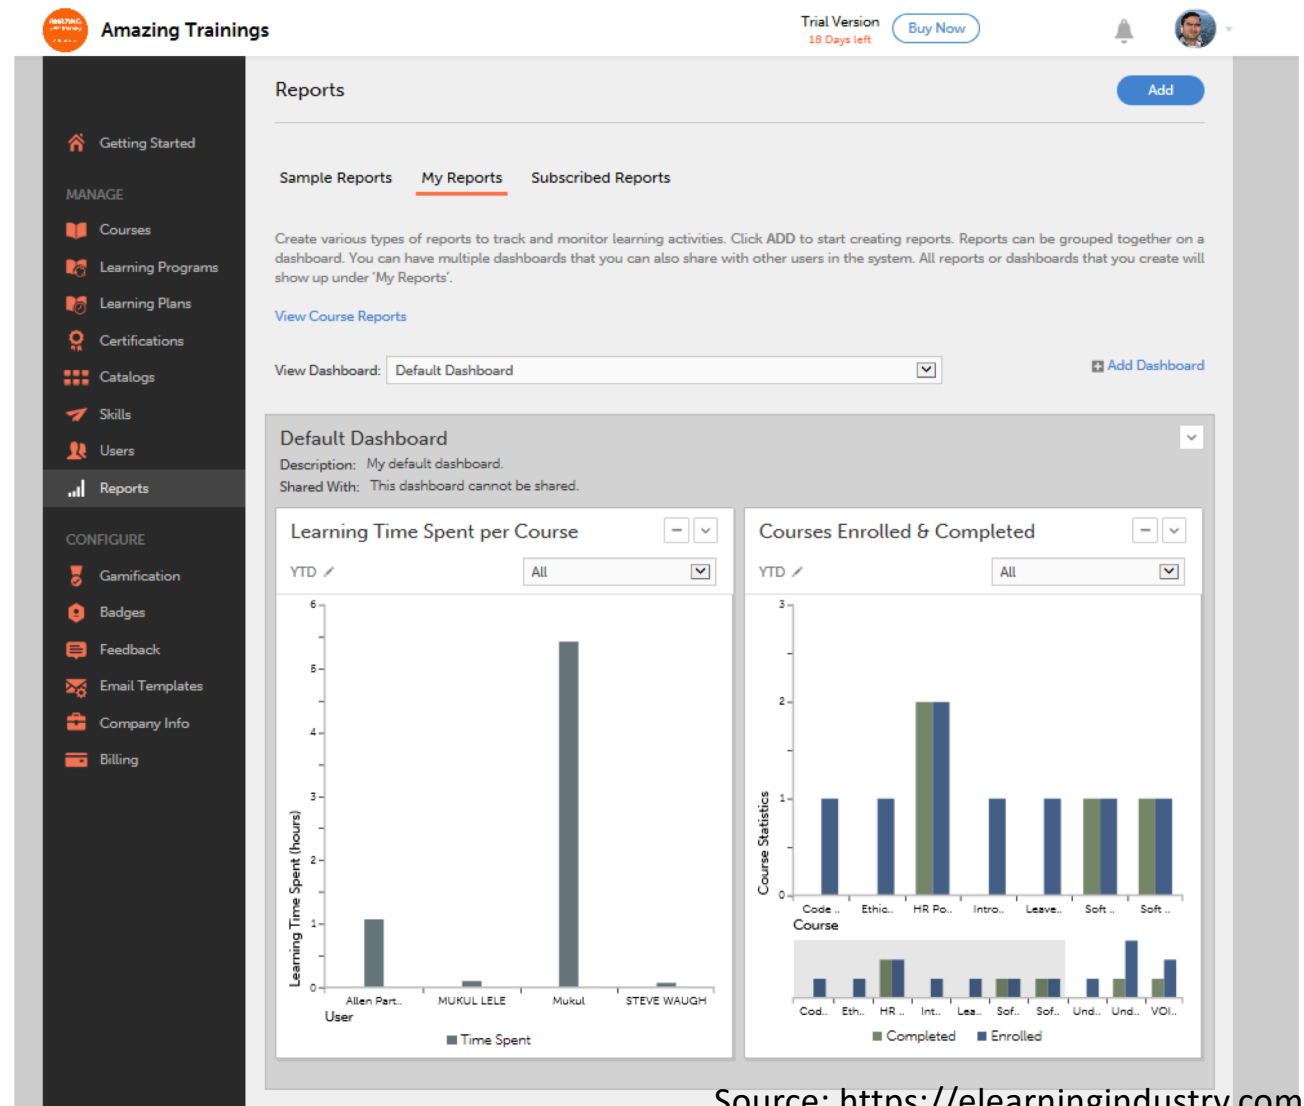 Amazing Trainings
Trial Version
18 Days left
Buy Now
Reports
Add
Getting Started
MANAGE
Courses
Learning Programs
Learning Plans
Certifications
Catalogs
Skills
Users
Reports
CONFIGURE
Gamification
Badges
Feedback
Email Templates
Company Info
Billing
Sample Reports My Reports Subscribed Reports
Create various types of reports to track and monitor learning activities. Click ADD to start creating reports. Reports can be grouped together on a
dashboard. You can have multiple dashboards that you can also share with other users in the system. All reports or dashboards that you create will
show up under 'My Reports'.
View Course Reports
View Dashboard: Default Dashboard
Add Dashboard
Default Dashboard
Description: My default dashboard.
Shared With: This dashboard cannot be shared.
Learning Time Spent per Course
YTD All
6
5
4
3
2
1
0
Learning Time Spent (hours)
Allen Part.. MUKUL LELE Mukul STEVE WAUGH
User
Time Spent
Courses Enrolled & Completed
YTD All
3
2
1
0
Course Statistics
Code .. Ethic.. HR Po.. Intro.. Leave.. Soft .. Soft ..
Course
Cod.. Eth.. HR .. Int.. Lea.. Sof.. Sof.. Und.. Und.. VOI..
Completed Enrolled
Source: https://elearningindustry.com